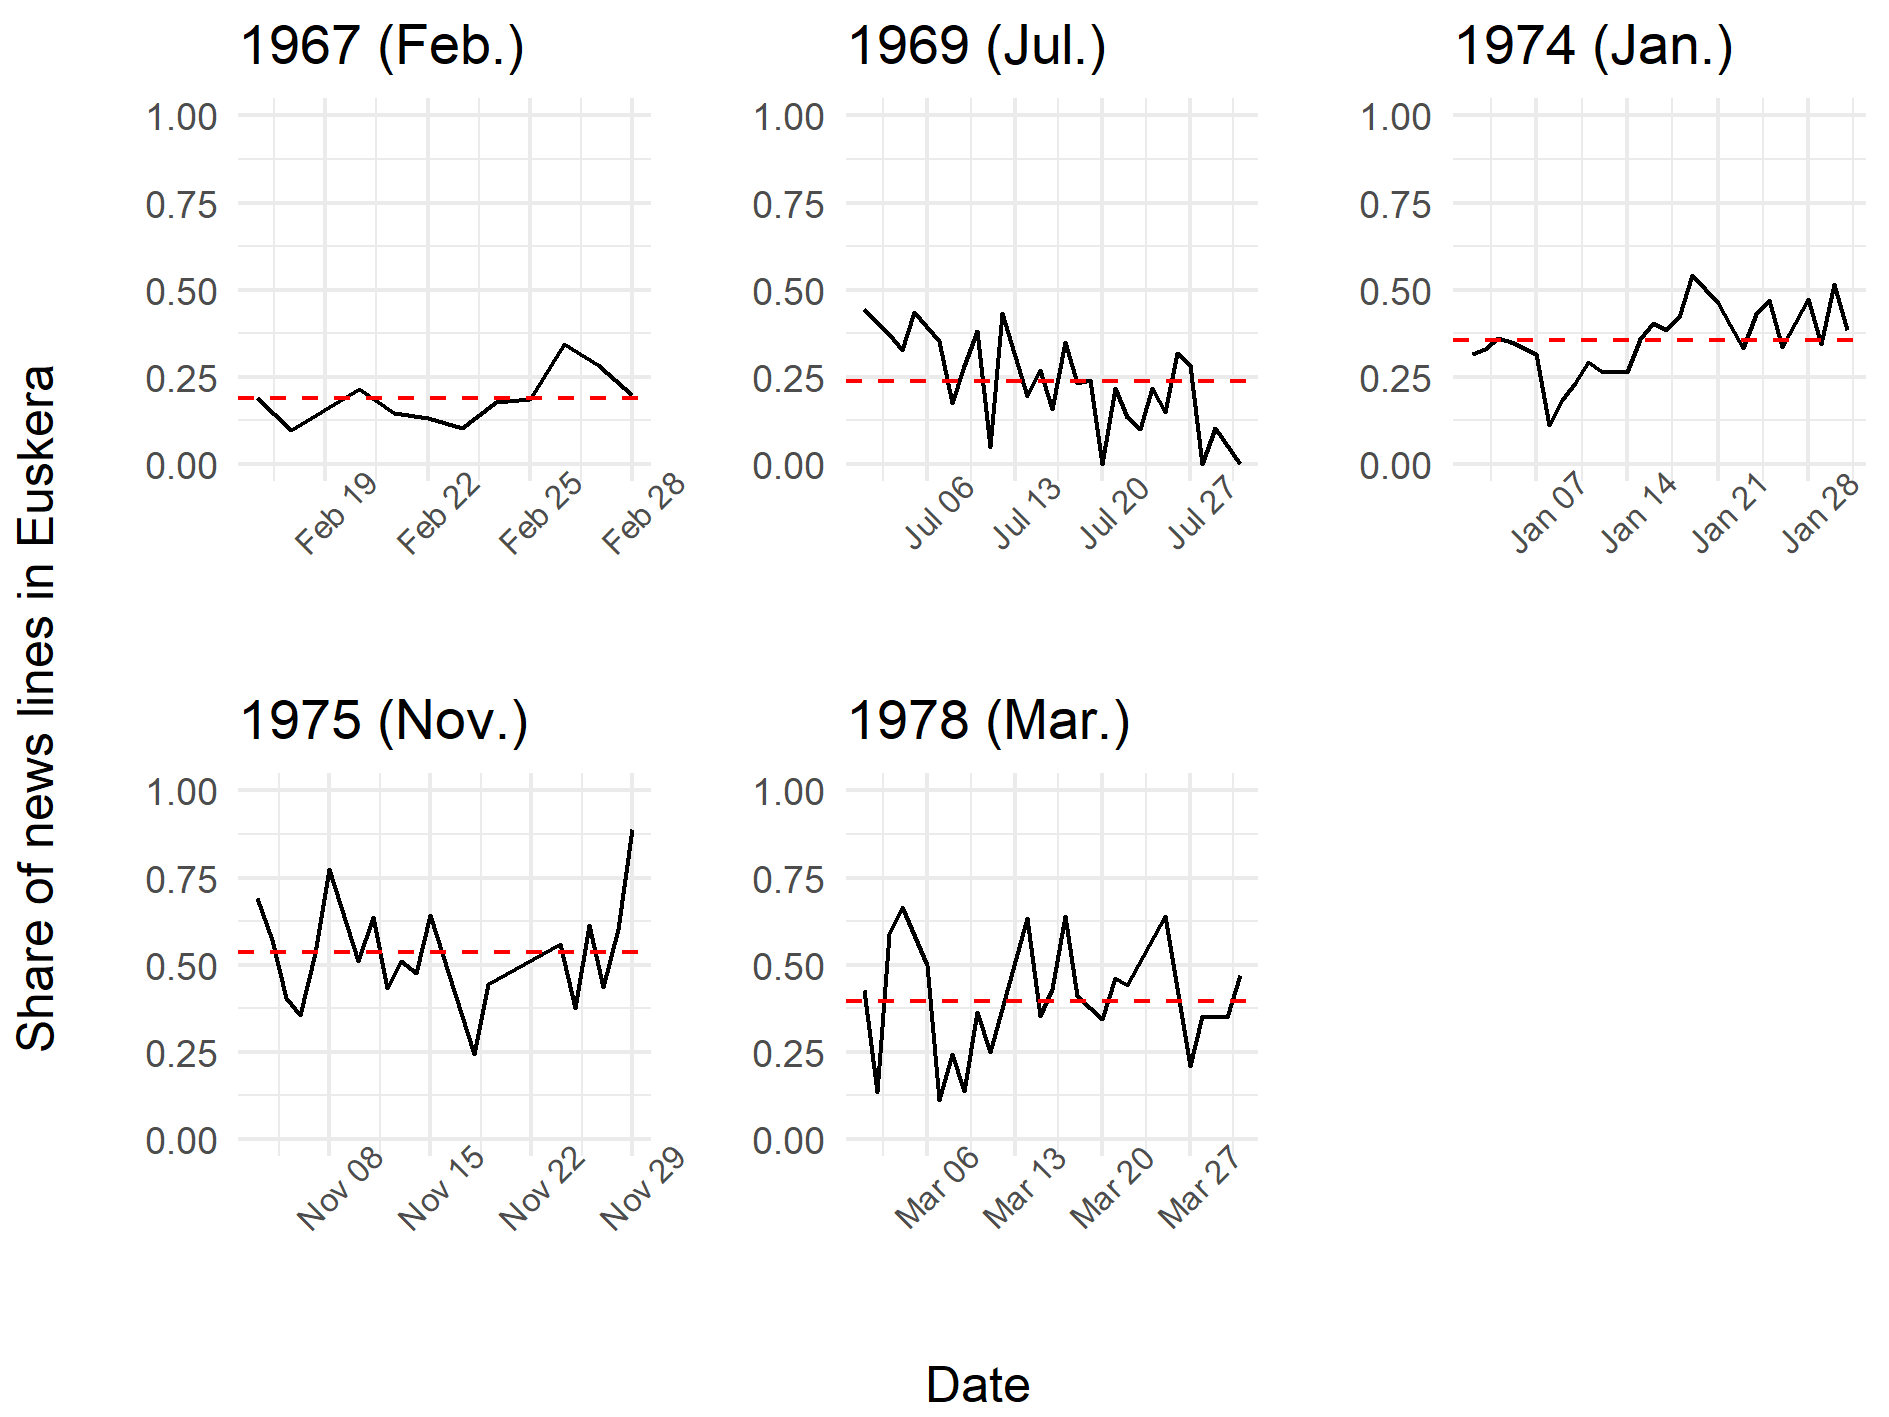 Share of news lines in Euskera
1967 (Feb.)
1.00
0.75
0.50
0.25
0.00
Feb 19
Feb 22
Feb 25
Feb 28
1969 (Jul.)
1.00
0.75
0.50
0.25
0.00
Jul 06
Jul 13
Jul 20
Jul 27
1974 (Jan.)
1.00
0.75
0.50
0.25
0.00
Jan 07
Jan 14
Jan 21
Jan 28
1975 (Nov.)
1.00
0.75
0.50
0.25
0.00
Nov 08
Nov 15
Nov 22
Nov 29
1978 (Mar.)
1.00
0.75
0.50
0.25
0.00
Mar 06
Mar 13
Mar 20
Mar 27
Date